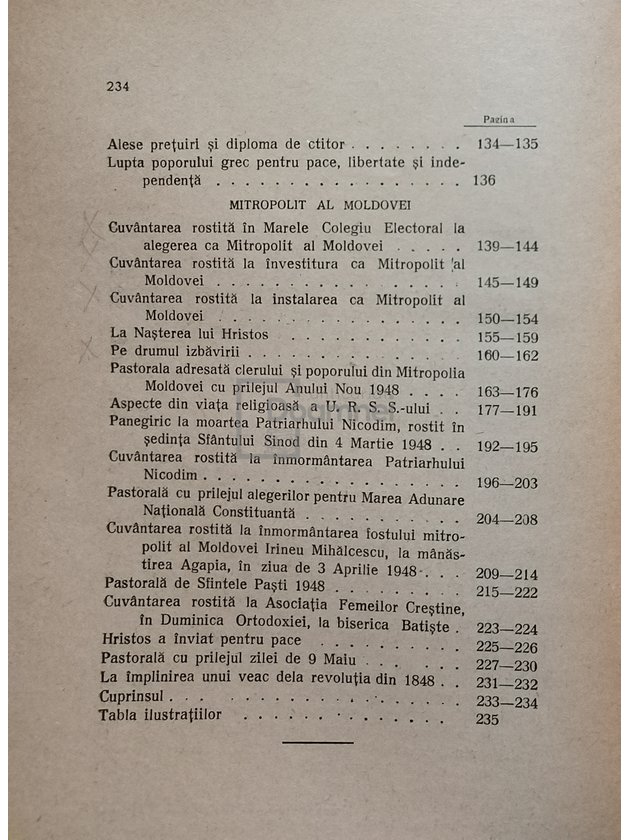 234
Pagina
Alese prețuiri și diploma de ctitor . . . . . . . . 134—135
Lupta poporului grec pentru pace, libertate și inde-
pendență . . . . . . . . . . . . . . . . . 136
MITROPOLIT AL MOLDOVEI
Cuvântarea rostită în Marele Colegiu Electoral la
alegerea ca Mitropolit al Moldovei . . . . . 139—144
Cuvântarea rostită la învestitura ca Mitropolit al
Moldovei . . . . . . . . . . . . . . . . . 145—149
Cuvântarea rostită la instalarea ca Mitropolit al
Moldovei . . . . . . . . . . . . . . . . . 150—154
La Nașterea lui Hristos . . . . . . . . . . . . 155—159
Pe drumul izbăvirii . . . . . . . . . . . . . . . 160—162
Pastorala adresată clerului și poporului din Mitropolia
Moldovei cu prilejul Anului Nou 1948 . . . . 163—176
Aspecte din viața religioasă a U. R. S. S.-ului . . 177—191
Panegiric la moartea Patriarhului Nicodim, rostit în
ședința Sfântului Sinod din 4 Martie 1948 . . 192—195
Cuvântarea rostită la înmormântarea Patriarhului
Nicodim . . . . . . . . . . . . . . . . . . 196—203
Pastorală cu prilejul alegerilor pentru Marea Adunare
Națională Constituantă . . . . . . . . . . . 204—208
Cuvântarea rostită la înmormântarea fostului mitro-
polit al Moldovei Irineu Mihălcescu, la mânăs-
tirea Agapia, în ziua de 3 Aprilie 1948 . . . 209—214
Pastorală de Sfintele Paști 1948 . . . . . . . . . 215—222
Cuvântarea rostită la Asociația Femeilor Creștine,
în Duminica Ortodoxiei, la biserica Batiște . 223—224
Hristos a înviat pentru pace . . . . . . . . . . 225—226
Pastorală cu prilejul zilei de 9 Maiu . . . . . . 227—230
La împlinirea unui veac dela revoluția din 1848 . . 231—232
Cuprinsul . . . . . . . . . . . . . . . . . . . 233—234
Tabla ilustrațiilor . . . . . . . . . . . . . . 235